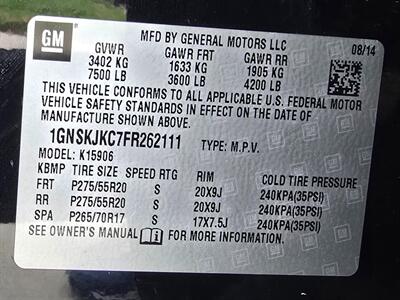 GM
MFD BY GENERAL MOTORS LLC
GVWR GAWR FRT GAWR RR 08/14
3402 KG 1633 KG 1905 KG
7500 LB 3600 LB 4200 LB
THIS VEHICLE CONFORMS TO ALL APPLICABLE U.S. FEDERAL MOTOR
VEHICLE SAFETY STANDARDS IN EFFECT ON THE DATE OF
MANUFACTURE SHOWN ABOVE.
1GNSKJKC7FR262111 TYPE: M.P.V.
MODEL: K15906
KBMP TIRE SIZE SPEED RTG RIM COLD TIRE PRESSURE
FRT P275/55R20 S 20X9J 240KPA(35PSI)
RR P275/55R20 S 20X9J 240KPA(35PSI)
SPA P265/70R17 S 17X7.5J 240KPA(35PSI)
SEE OWNER'S MANUAL FOR MORE INFORMATION.